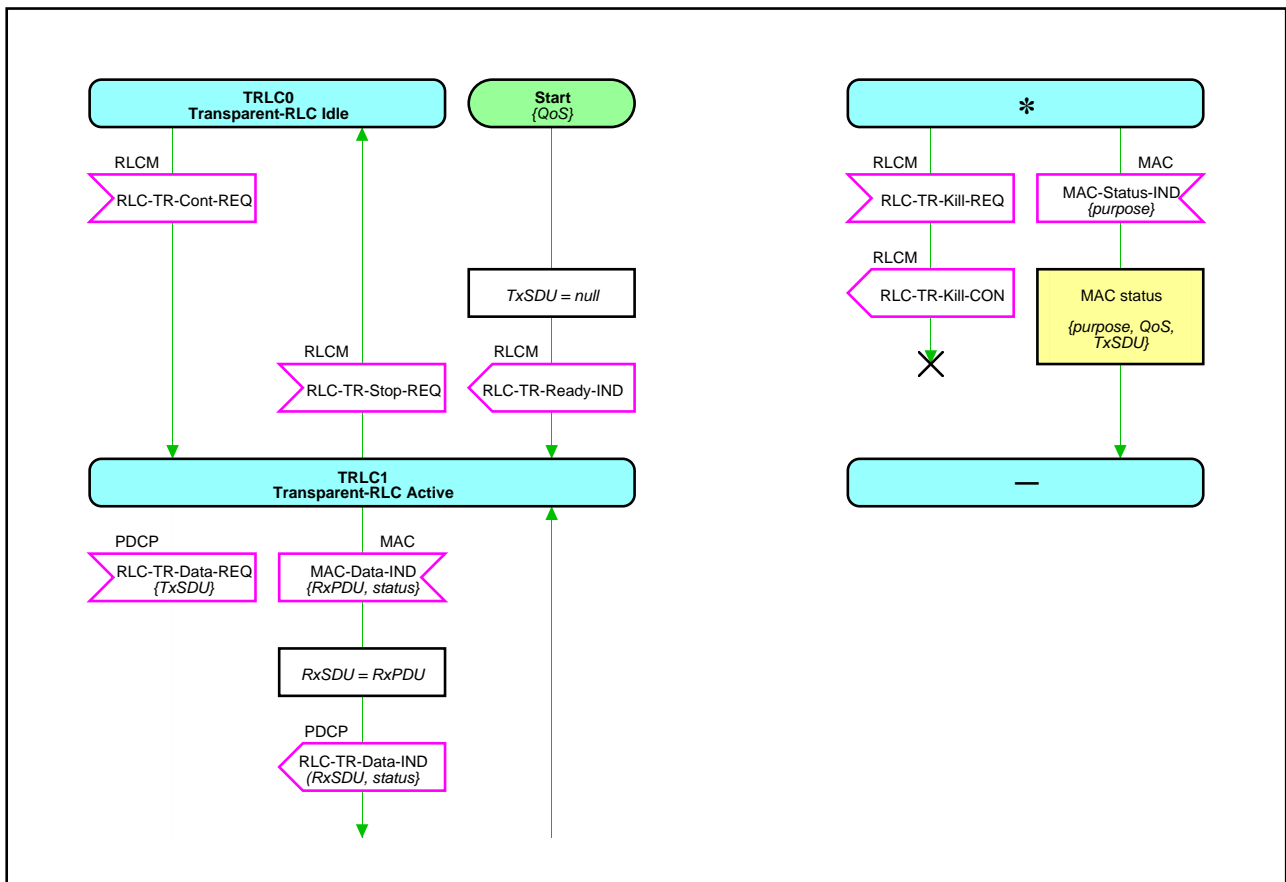 TRLC0
Transparent-RLC Idle
Start
{QoS}
*
RLCM
RLC-TR-Cont-REQ
RLCM
RLC-TR-Kill-REQ
MAC
MAC-Status-IND
{purpose}
TxSDU = null
RLCM
RLC-TR-Kill-CON
MAC status
{purpose, QoS,
TxSDU}
RLCM
RLC-TR-Stop-REQ
RLCM
RLC-TR-Ready-IND
TRLC1
Transparent-RLC Active
—
PDCP
RLC-TR-Data-REQ
{TxSDU}
MAC
MAC-Data-IND
{RxPDU, status}
RxSDU = RxPDU
PDCP
RLC-TR-Data-IND
(RxSDU, status}